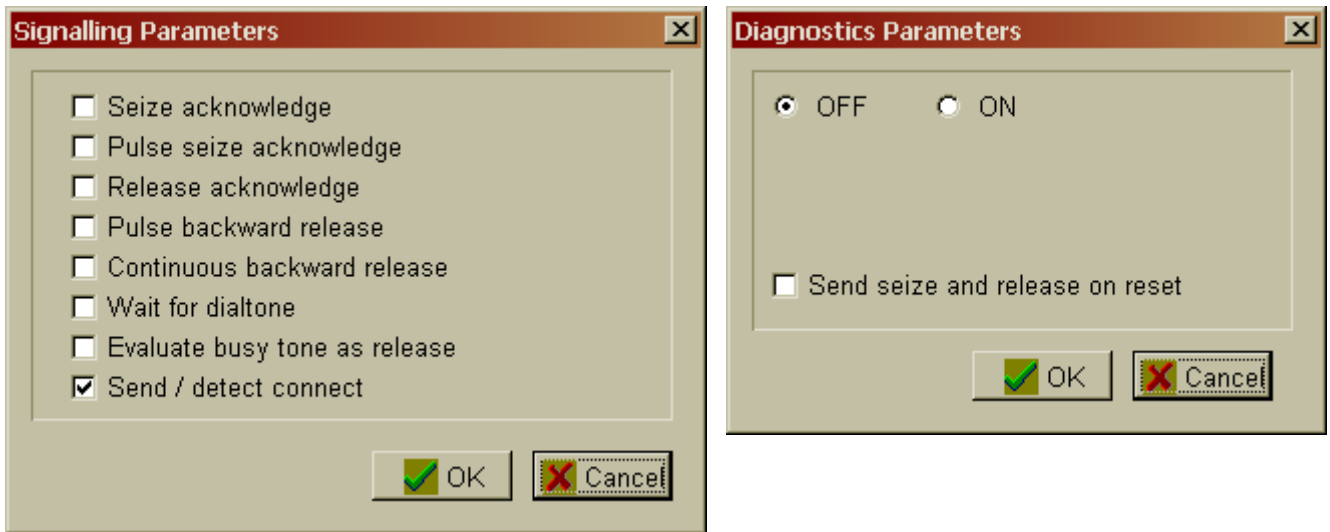 Signalling Parameters
Seize acknowledge
Pulse seize acknowledge
Release acknowledge
Pulse backward release
Continuous backward release
Wait for dialtone
Evaluate busy tone as release
Send / detect connect
OK Cancel
Diagnostics Parameters
OFF ON
Send seize and release on reset
OK Cancel